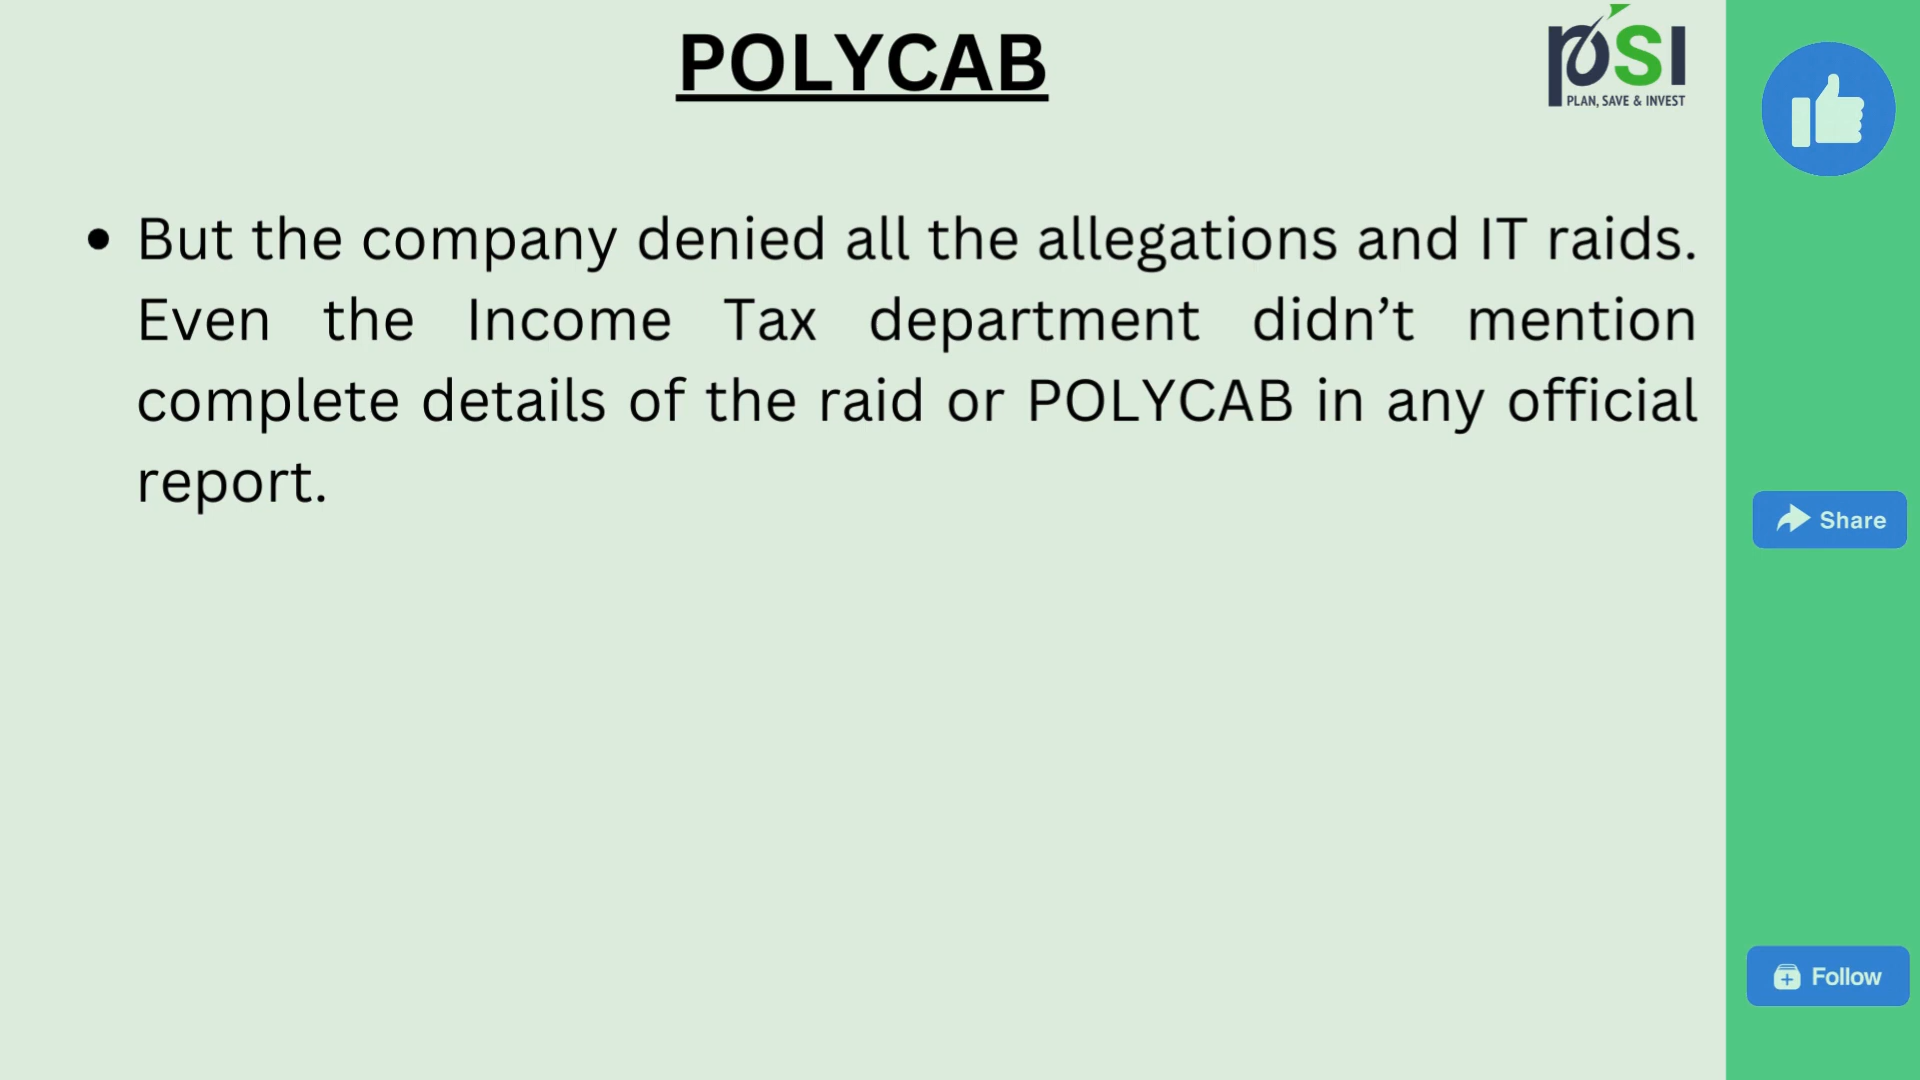 POLYCAB
pSI
PLAN, SAVE & INVEST
• But the company denied all the allegations and IT raids.
Even the Income Tax department didn’t mention
complete details of the raid or POLYCAB in any official
report.
Share
Follow